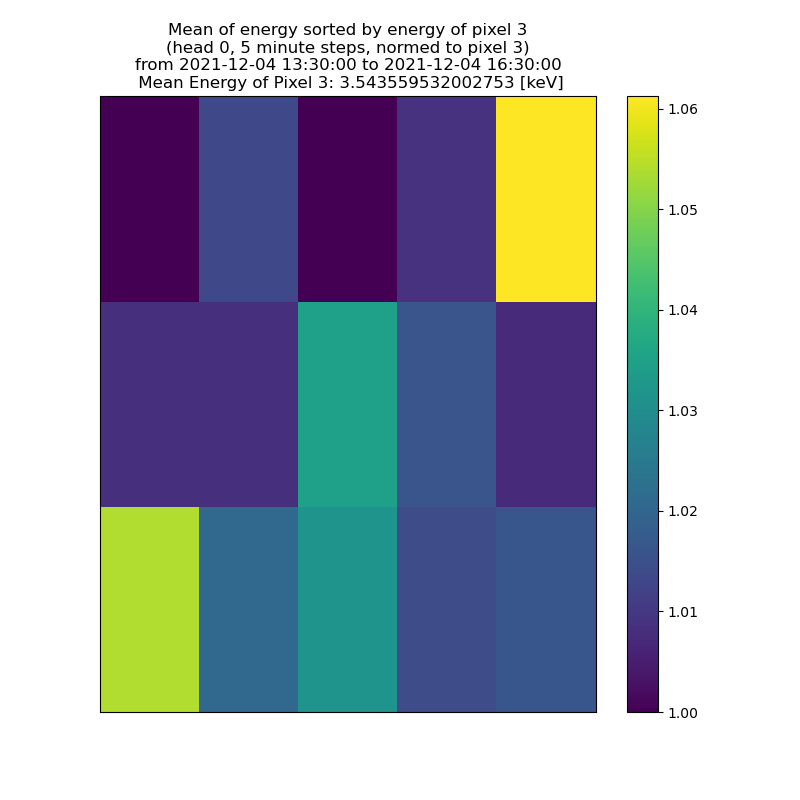 Mean of energy sorted by energy of pixel 3
(head 0, 5 minute steps, normed to pixel 3)
from 2021-12-04 13:30:00 to 2021-12-04 16:30:00
Mean Energy of Pixel 3: 3.543559532002753 [keV]
1.06
1.05
1.04
1.03
1.02
1.01
1.00